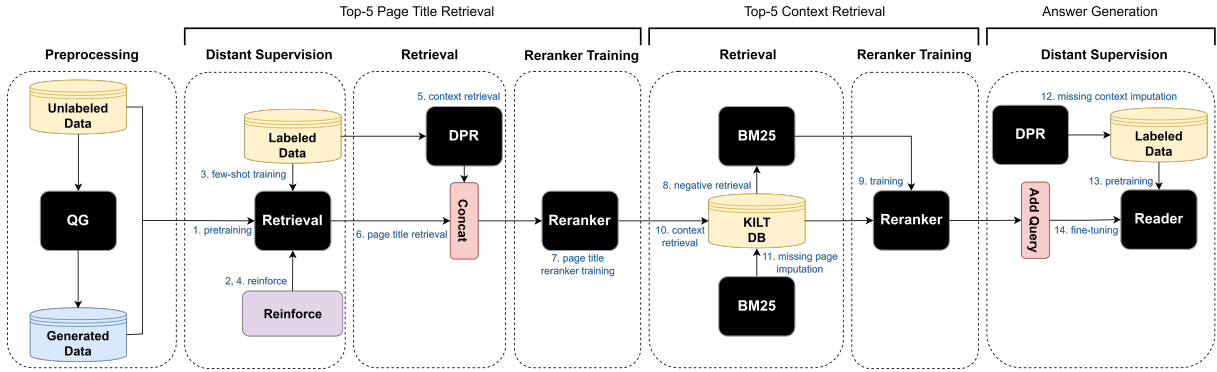 Top-5 Page Title Retrieval
Top-5 Context Retrieval
Answer Generation
Preprocessing
Distant Supervision
Retrieval
Reranker Training
Retrieval
Reranker Training
Distant Supervision
Unlabeled
Data
QG
Generated
Data
1. pretraining
Labeled
Data
3. few-shot training
Retrieval
2, 4. reinforce
Reinforce
5. context retrieval
DPR
Concat
6. page title retrieval
Reranker
7. page title
reranker training
BM25
8. negative retrieval
KILT
DB
10. context
retrieval
11. missing page
imputation
BM25
9. training
Reranker
12. missing context imputation
DPR
Labeled
Data
13. pretraining
Add Query
14. fine-tuning
Reader